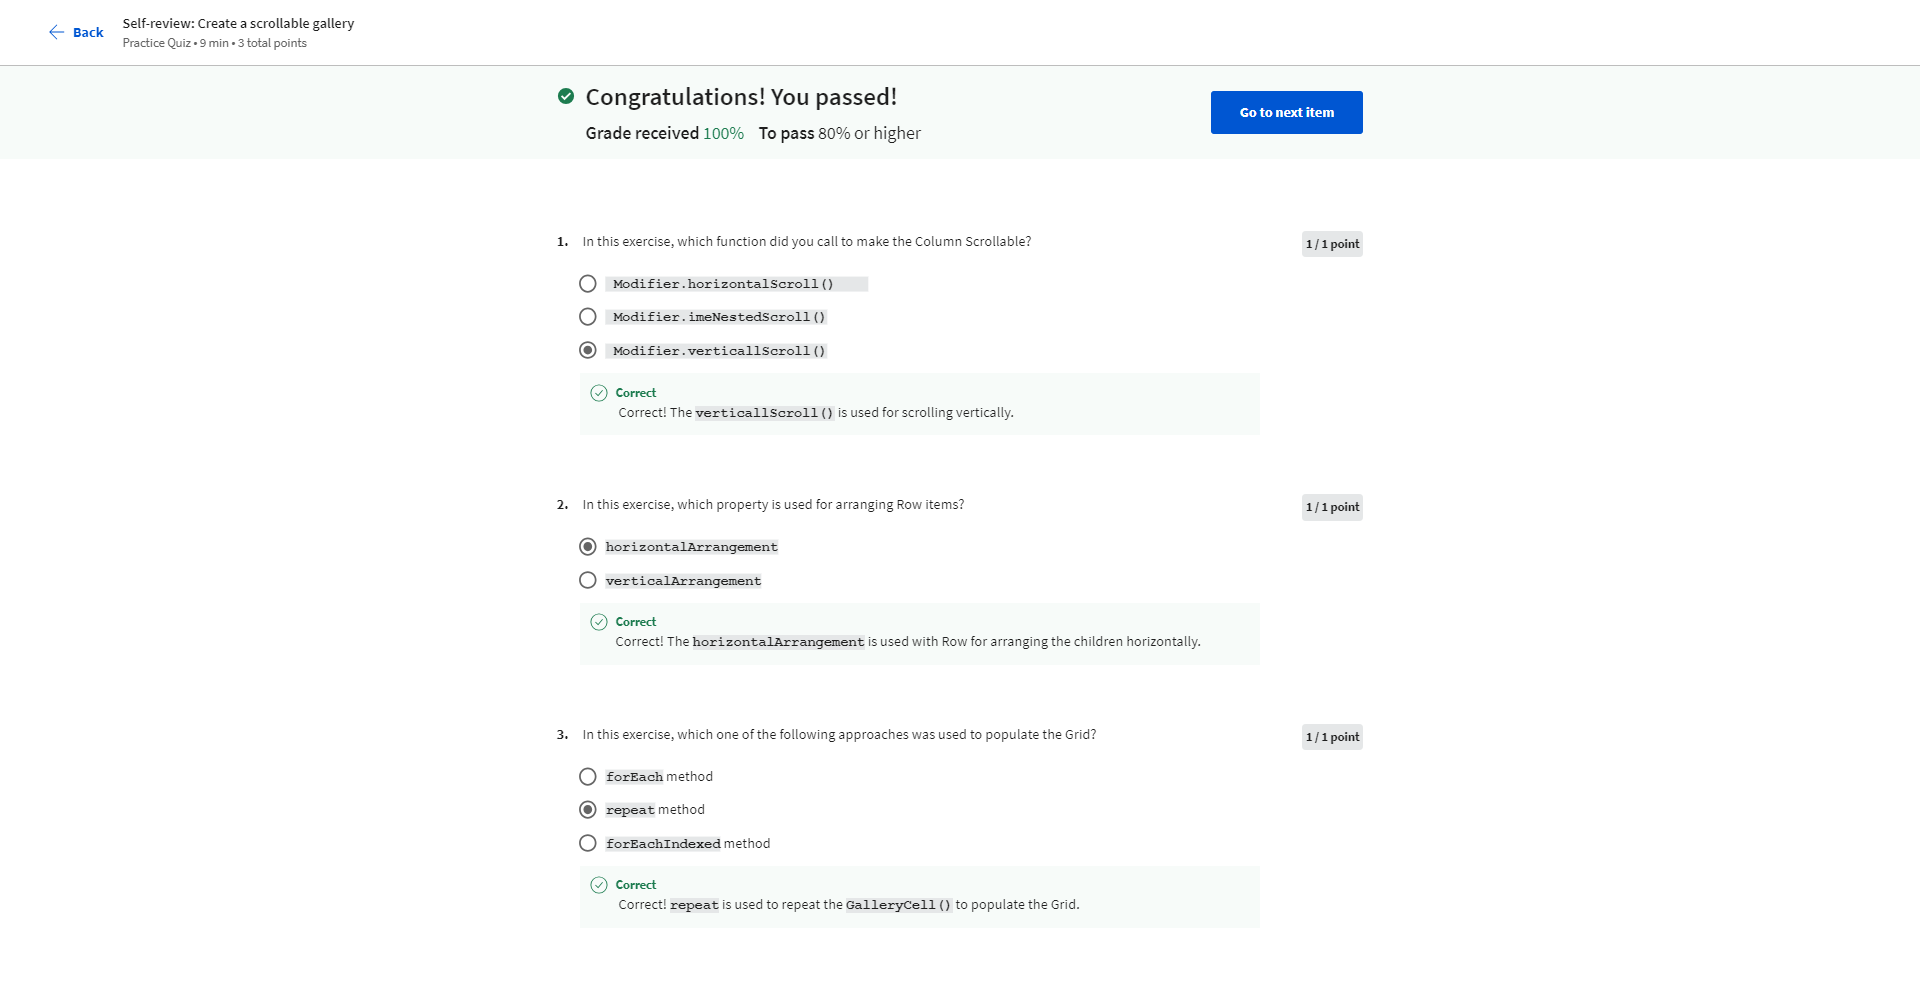 Back
Self-review: Create a scrollable gallery
Practice Quiz • 9 min • 3 total points
Congratulations! You passed!
Grade received 100% To pass 80% or higher
Go to next item
1. In this exercise, which function did you call to make the Column Scrollable?
1 / 1 point
Modifier.horizontalScroll()
Modifier.imeNestedScroll()
Modifier.verticallScroll()
Correct
Correct! The verticallScroll() is used for scrolling vertically.
2. In this exercise, which property is used for arranging Row items?
1 / 1 point
horizontalArrangement
verticalArrangement
Correct
Correct! The horizontalArrangement is used with Row for arranging the children horizontally.
3. In this exercise, which one of the following approaches was used to populate the Grid?
1 / 1 point
forEach method
repeat method
forEachIndexed method
Correct
Correct! repeat is used to repeat the GalleryCell() to populate the Grid.